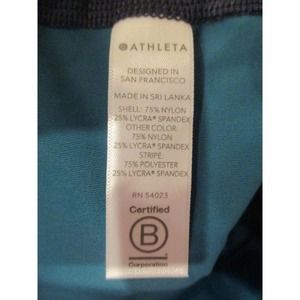 ATHLETA
DESIGNED IN
SAN FRANCISCO
MADE IN SRI LANKA
SHELL: 75% NYLON
25% LYCRA® SPANDEX
OTHER COLOR:
75% NYLON
25% LYCRA® SPANDEX
STRIPE:
75% POLYESTER
25% LYCRA® SPANDEX
RN 54023
Certified
B
Corporation